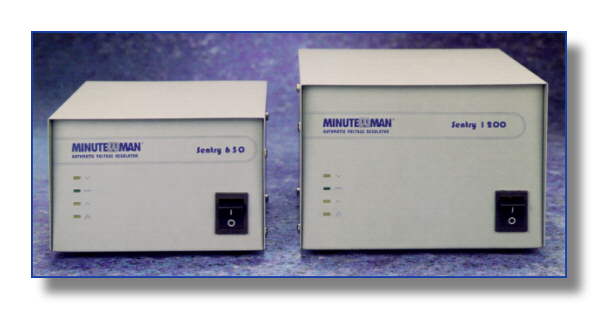 MINUTEMAN
AUTOMATIC VOLTAGE REGULATOR
Sentry 650
MINUTEMAN
AUTOMATIC VOLTAGE REGULATOR
Sentry 1200